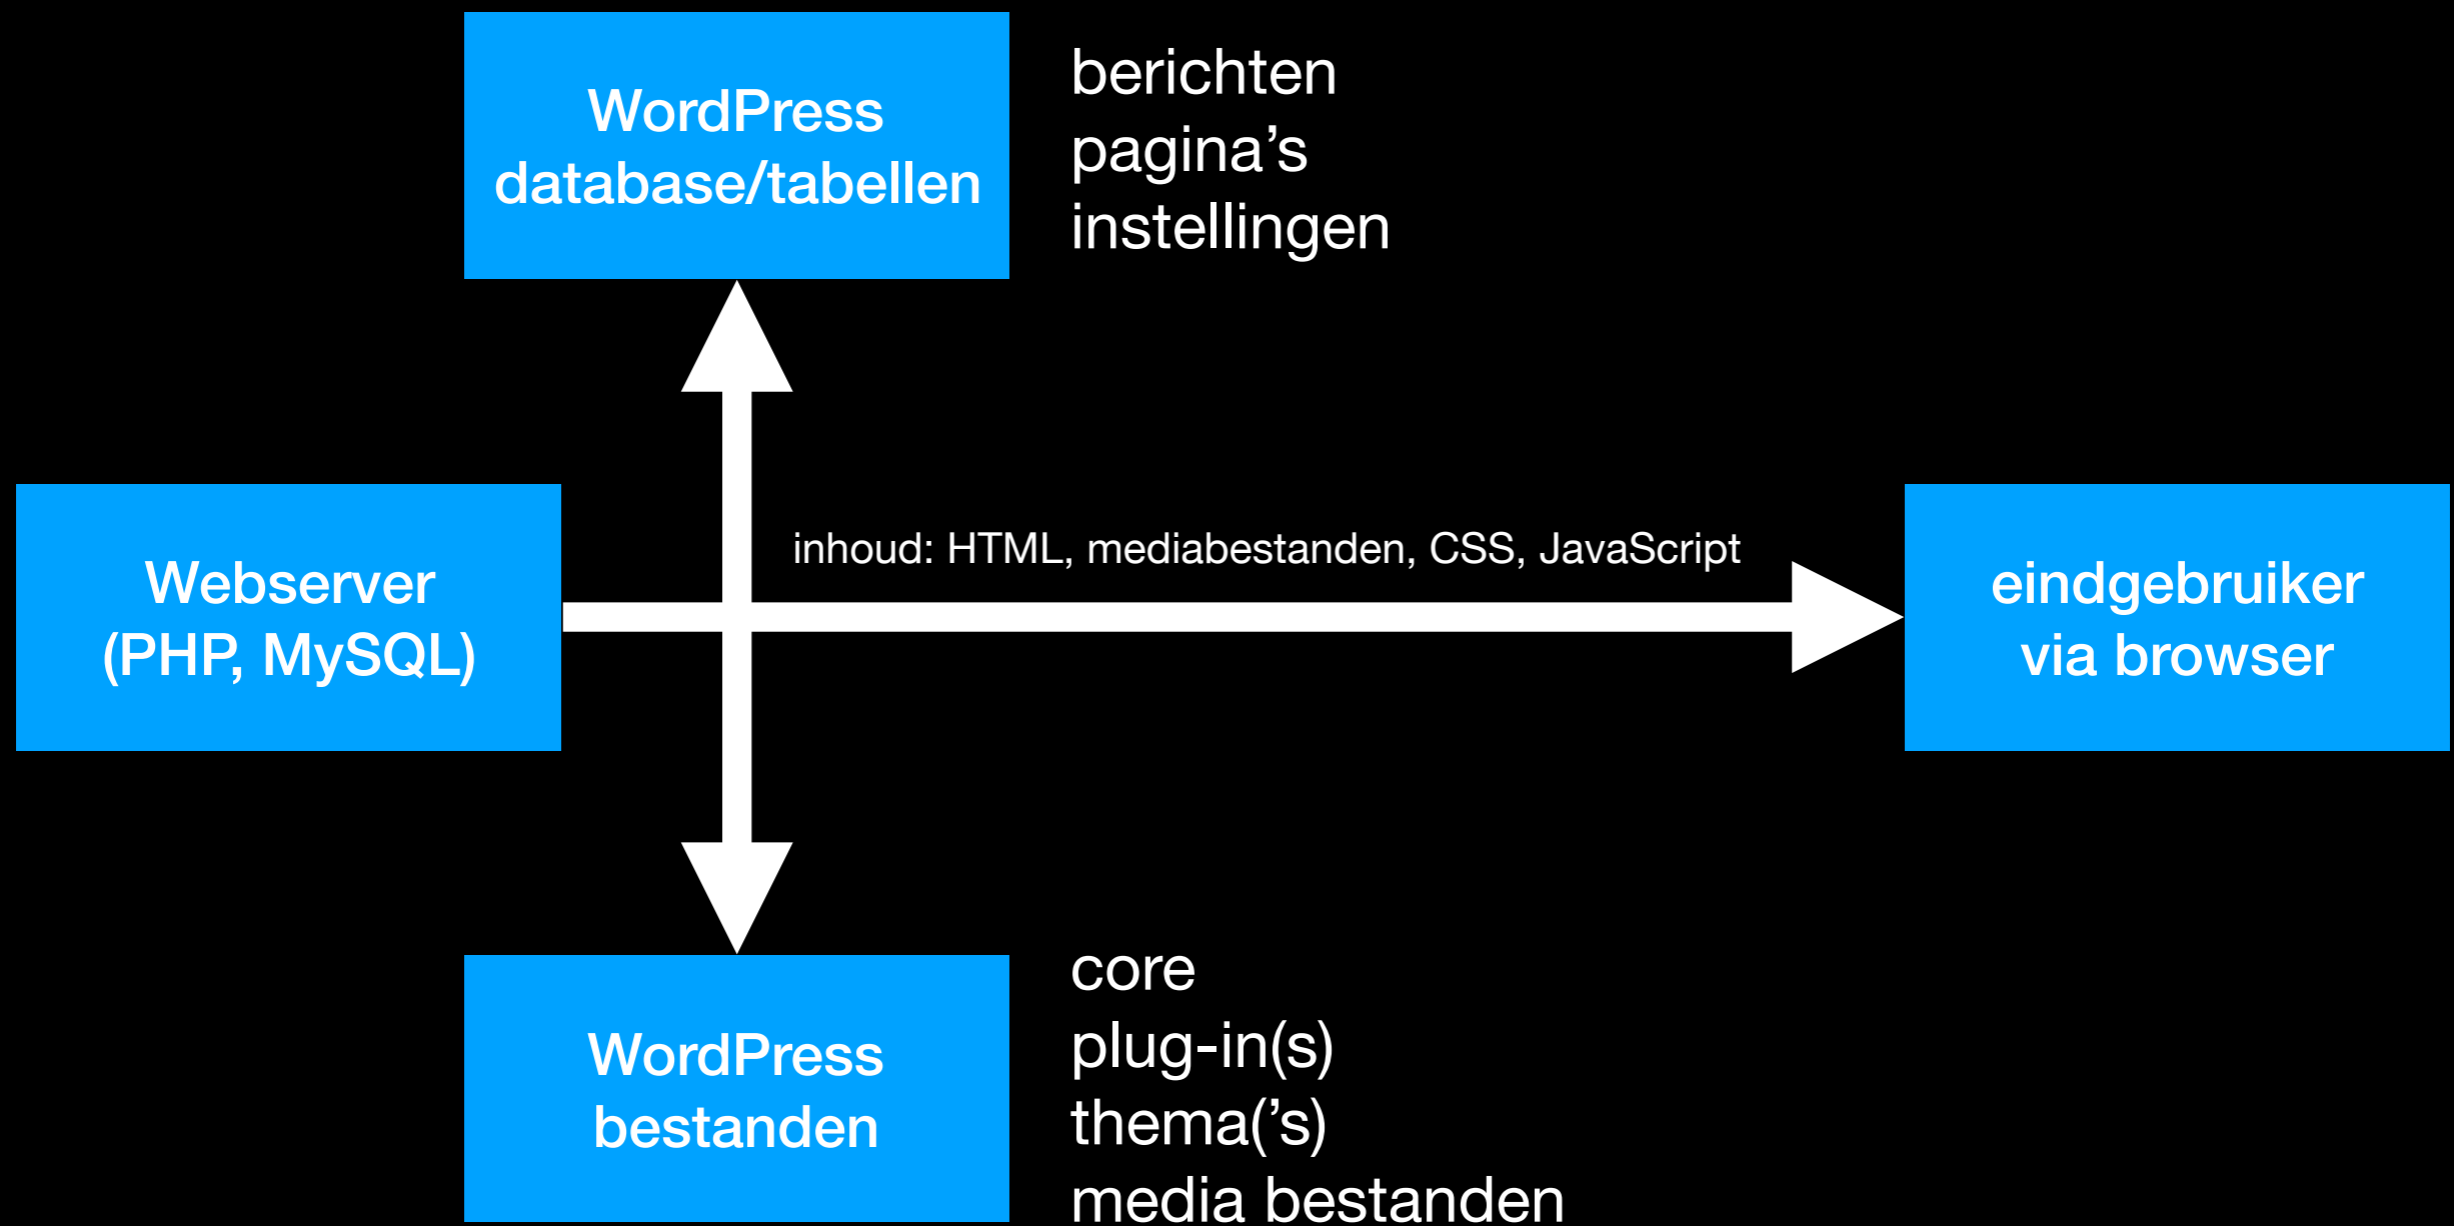 WordPress
database/tabellen
berichten
pagina’s
instellingen
Webserver
(PHP, MySQL)
inhoud: HTML, mediabestanden, CSS, JavaScript
eindgebruiker
via browser
WordPress
bestanden
core
plug-in(s)
thema(’s)
media bestanden